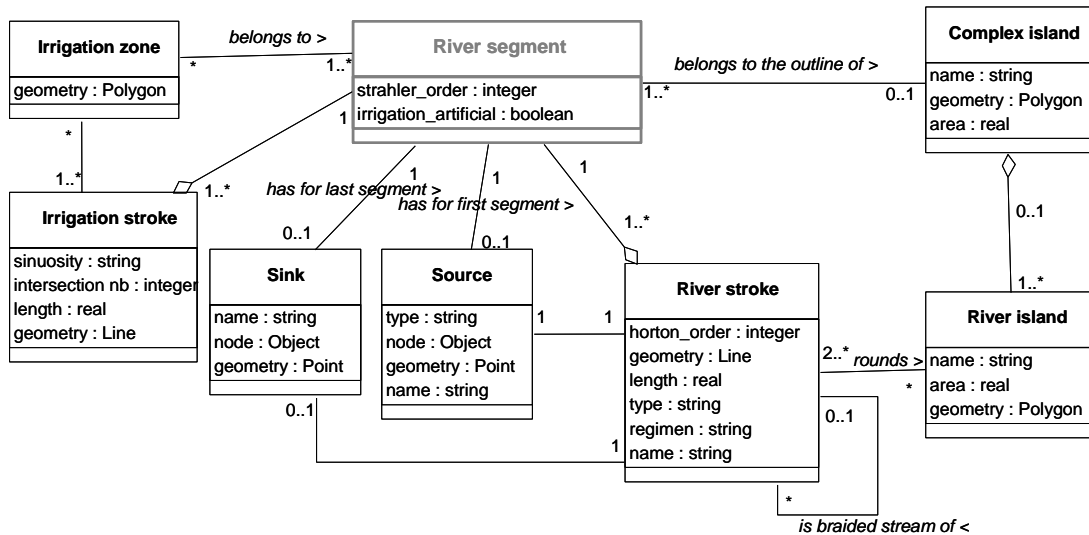 Irrigation zone
geometry : Polygon
belongs to >
*
1..*
River segment
strahler_order : integer
irrigation_artificial : boolean
belongs to the outline of >
1..*
0..1
Complex island
name : string
geometry : Polygon
area : real
*
1..*
1
1..*
has for last segment >
1
0..1
1
has for first segment >
0..1
1
1..*
0..1
1..*
Irrigation stroke
sinuosity : string
intersection nb : integer
length : real
geometry : Line
Sink
name : string
node : Object
geometry : Point
Source
type : string
node : Object
geometry : Point
name : string
1
1
River stroke
horton_order : integer
geometry : Line
length : real
type : string
regimen : string
name : string
2..*
rounds >
*
River island
name : string
area : real
geometry : Polygon
0..1
1
0..1
*
is braided stream of <